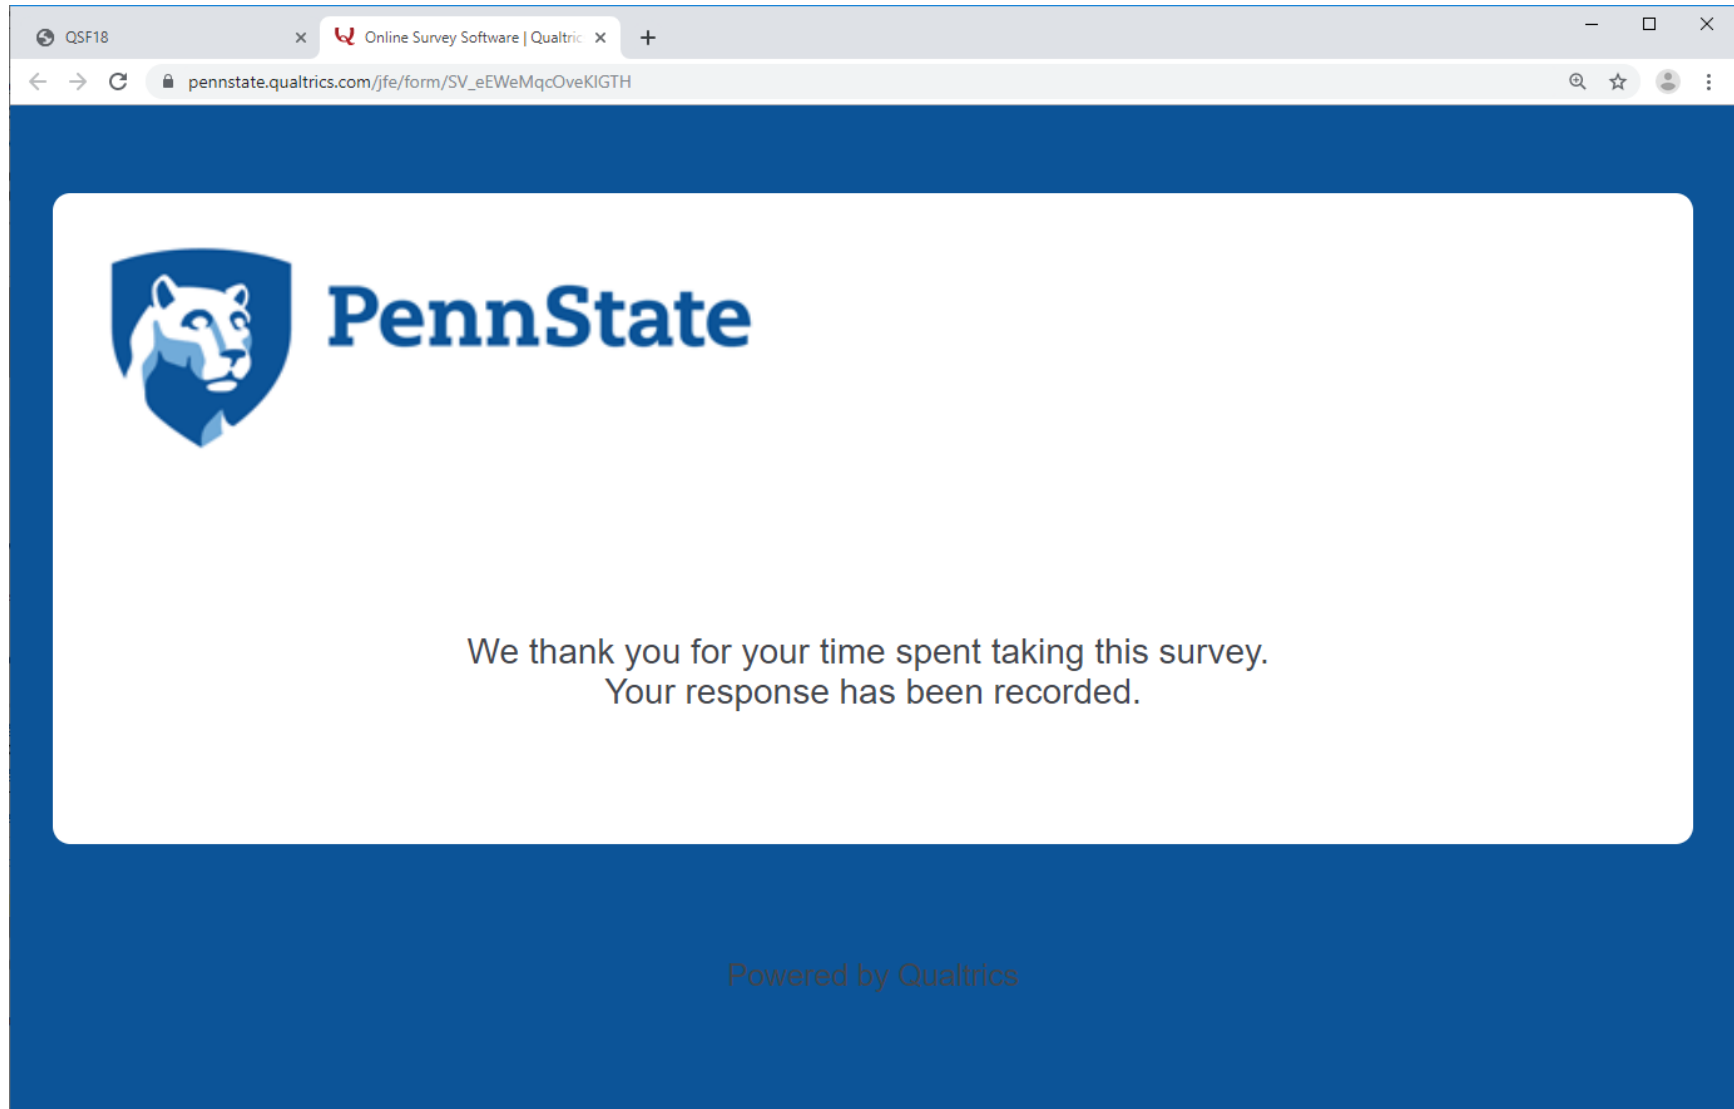 QSF18
Online Survey Software | Qualtric
pennstate.qualtrics.com/jfe/form/SV_eEWeMqcOveKIGTH
PennState
We thank you for your time spent taking this survey.
Your response has been recorded.
Powered by Qualtrics